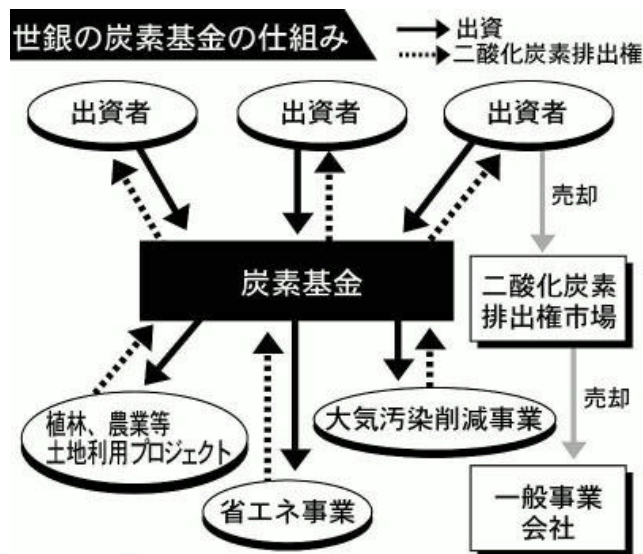 世銀の炭素基金の仕組み
出資
二酸化炭素排出権
出資者
出資者
出資者
売却
炭素基金
二酸化炭素
排出権市場
植林、農業等
土地利用プロジェクト
大気汚染削減事業
売却
省エネ事業
一般事業
会社